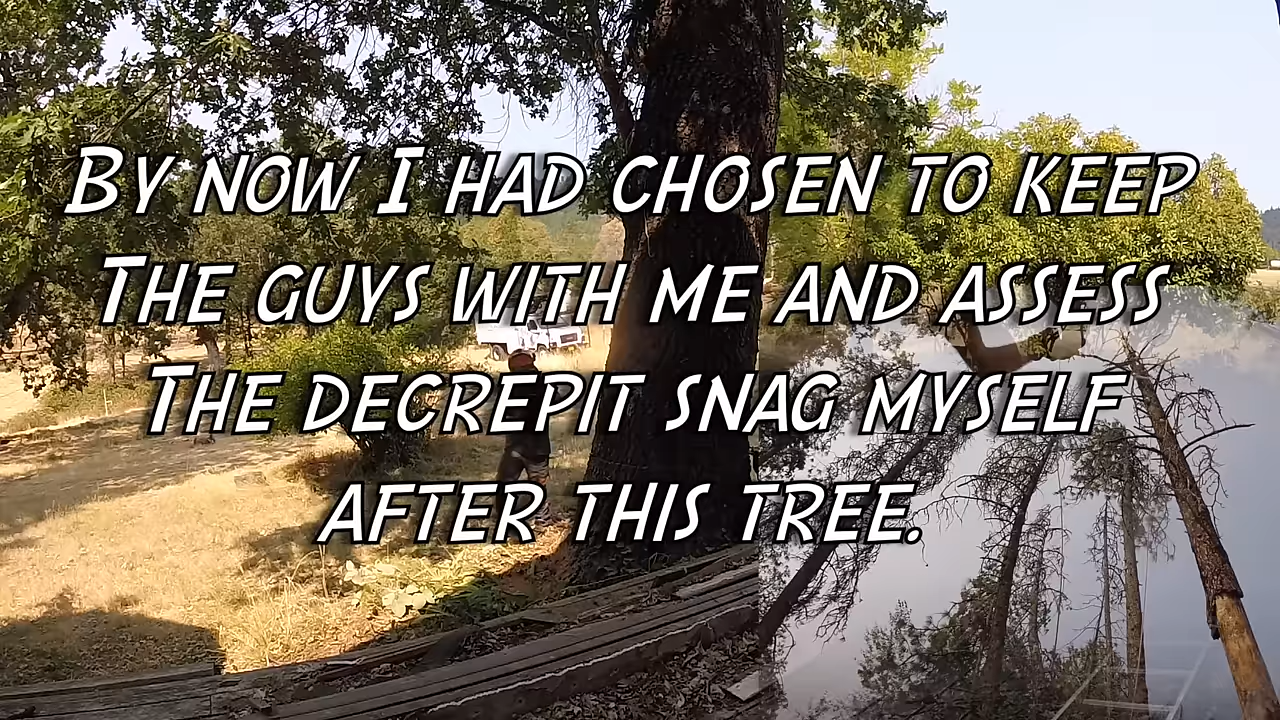 By now I had chosen to keep
The guys with me and assess
The decrepit snag myself
after this tree.